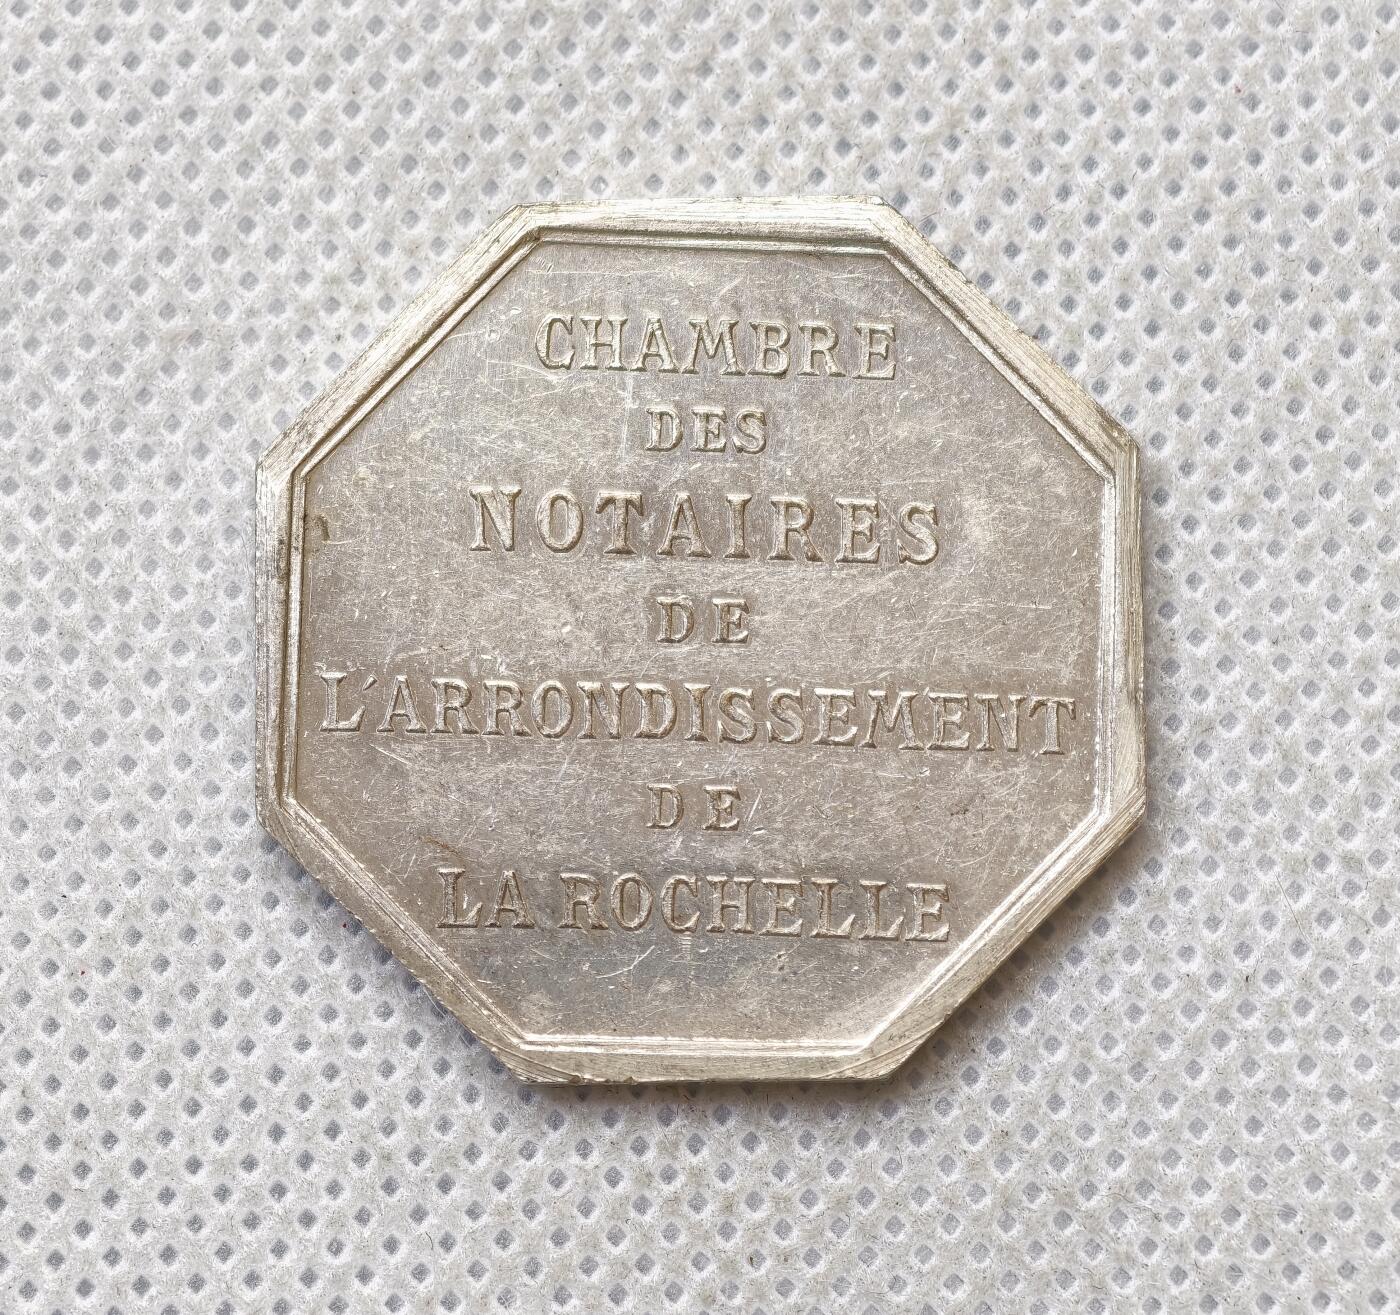 CHAMBRE
DES
NOTAIRES
DE
L'ARRONDISSEMENT
DE
LA ROCHELLE